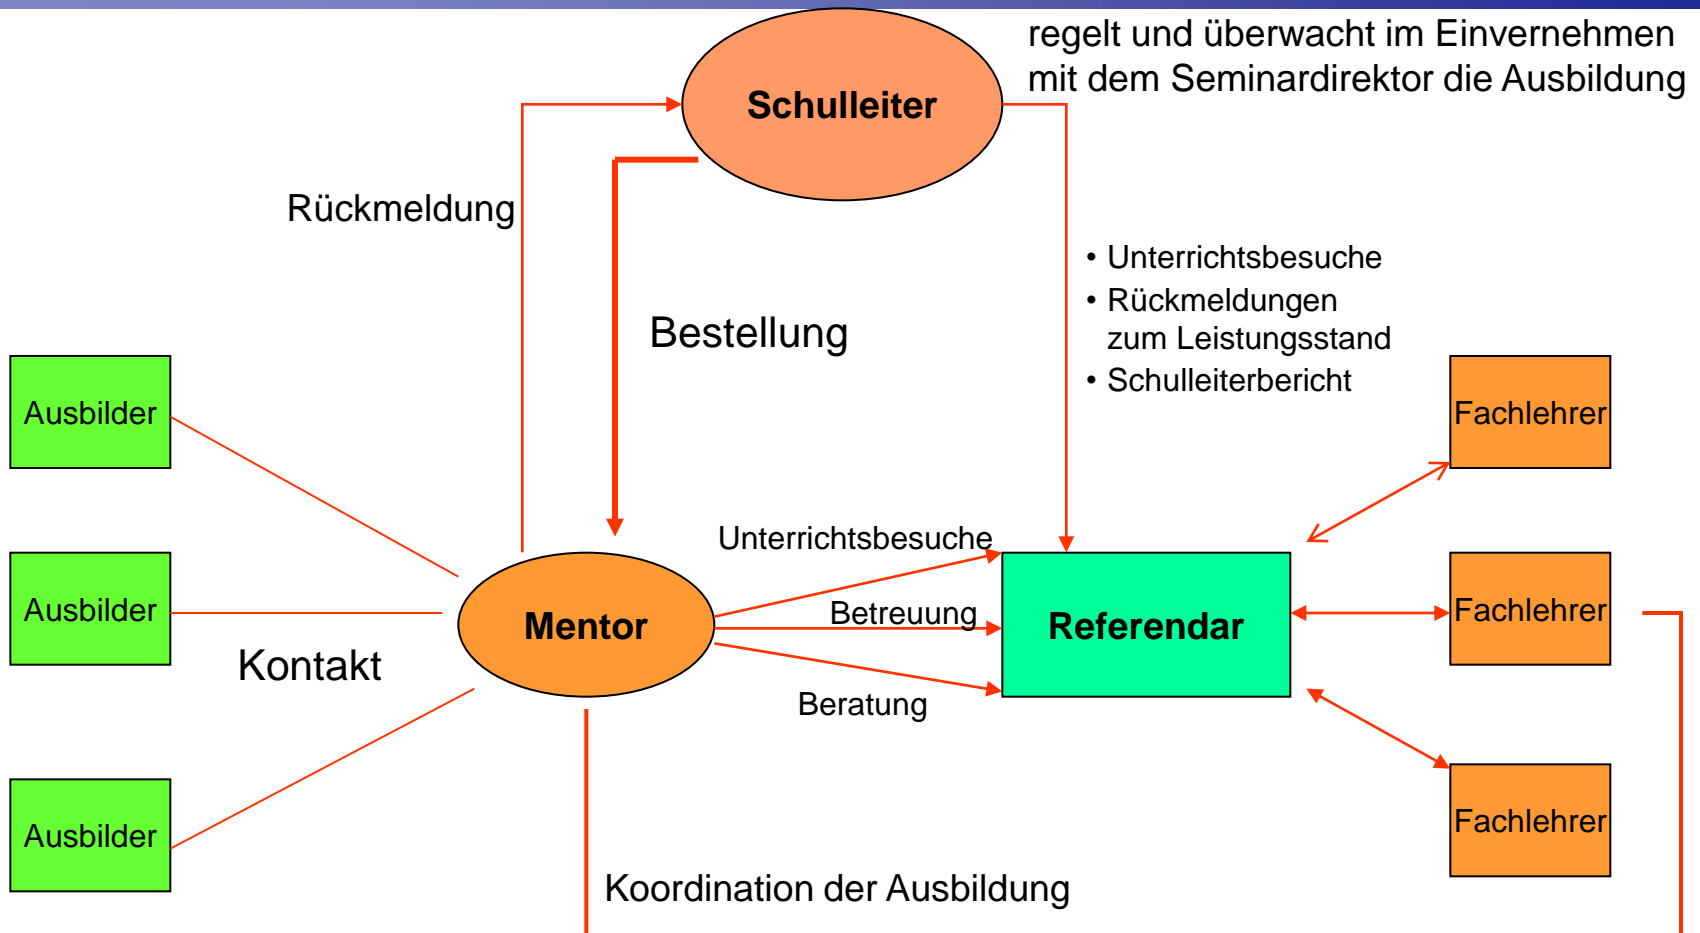 regelt und überwacht im Einvernehmen
mit dem Seminardirektor die Ausbildung
Schulleiter
Rückmeldung
Bestellung
• Unterrichtsbesuche
• Rückmeldungen
zum Leistungsstand
• Schulleiterbericht
Ausbilder
Fachlehrer
Unterrichtsbesuche
Ausbilder
Mentor
Betreuung
Referendar
Fachlehrer
Kontakt
Beratung
Ausbilder
Fachlehrer
Koordination der Ausbildung